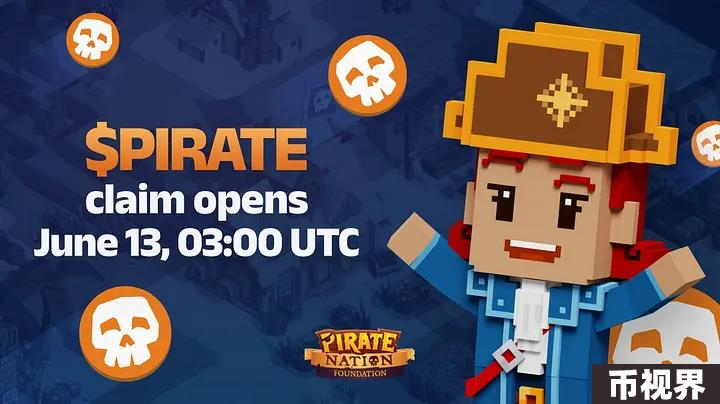 $PIRATE
claim opens
June 13, 03:00 UTC
PIRATE
NATION
FOUNDATION
币视界